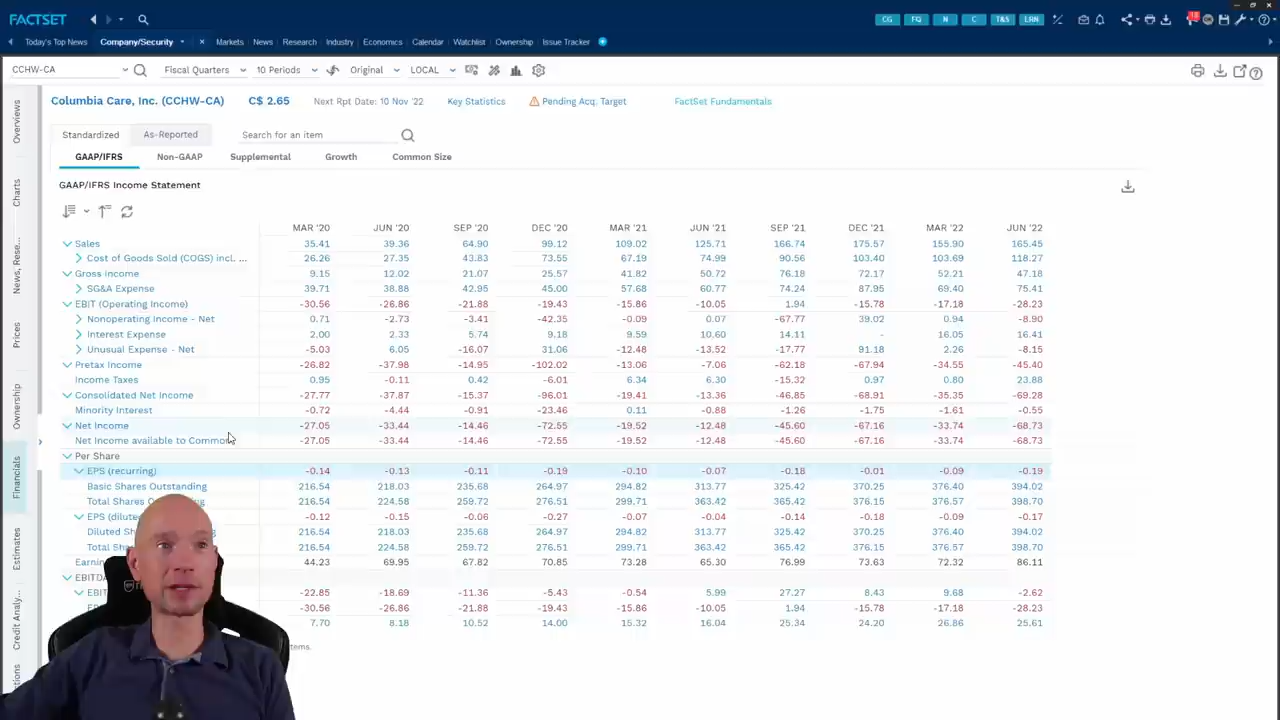 FACTSET
CG FQ N C T&S LRN
18
Today's Top News Company/Security Markets News Research Industry Economics Calendar Watchlist Ownership Issue Tracker
CCHW-CA Fiscal Quarters 10 Periods Original LOCAL
Columbia Care, Inc. (CCHW-CA) C$ 2.65 Next Rpt Date: 10 Nov '22 Key Statistics Pending Acq. Target FactSet Fundamentals
Standardized As-Reported Search for an item
GAAP/IFRS Non-GAAP Supplemental Growth Common Size
GAAP/IFRS Income Statement
MAR '20 JUN '20 SEP '20 DEC '20 MAR '21 JUN '21 SEP '21 DEC '21 MAR '22 JUN '22
Sales 35.41 39.36 64.90 99.12 109.02 125.71 166.74 175.57 155.90 165.45
Cost of Goods Sold (COGS) incl. ... 26.26 27.35 43.83 73.55 67.19 74.99 90.56 103.40 103.69 118.27
Gross Income 9.15 12.02 21.07 25.57 41.82 50.72 76.18 72.17 52.21 47.18
SG&A Expense 39.71 38.88 42.95 45.00 57.68 60.77 74.24 87.95 69.40 75.41
EBIT (Operating Income) -30.56 -26.86 -21.88 -19.43 -15.86 -10.05 1.94 -15.78 -17.18 -28.23
Nonoperating Income - Net 0.71 -2.73 -3.41 -42.35 -0.09 0.07 -67.77 39.02 0.94 -8.90
Interest Expense 2.00 2.33 5.74 9.18 9.59 10.60 14.11 - 16.05 16.41
Unusual Expense - Net -5.03 6.05 -16.07 31.06 -12.48 -13.52 -17.77 91.18 2.26 -8.15
Pretax Income -26.82 -37.98 -14.95 -102.02 -13.06 -7.06 -62.18 -67.94 -34.55 -45.40
Income Taxes 0.95 -0.11 0.42 -6.01 6.34 6.30 -15.32 0.97 0.80 23.88
Consolidated Net Income -27.77 -37.87 -15.37 -96.01 -19.41 -13.36 -46.85 -68.91 -35.35 -69.28
Minority Interest -0.72 -4.44 -0.91 -23.46 0.11 -0.88 -1.26 -1.75 -1.61 -0.55
Net Income -27.05 -33.44 -14.46 -72.55 -19.52 -12.48 -45.60 -67.16 -33.74 -68.73
Net Income available to Common -27.05 -33.44 -14.46 -72.55 -19.52 -12.48 -45.60 -67.16 -33.74 -68.73
Per Share
EPS (recurring) -0.14 -0.13 -0.11 -0.19 -0.10 -0.07 -0.18 -0.01 -0.09 -0.19
Basic Shares Outstanding 216.54 218.03 235.68 264.97 294.82 313.77 325.42 370.25 376.40 394.02
Total Shares 216.54 224.58 259.72 276.51 299.71 363.42 365.42 376.15 376.57 398.70
EPS -0.12 -0.15 -0.06 -0.27 -0.07 -0.04 -0.14 -0.18 -0.09 -0.17
Diluted 216.54 218.03 235.68 264.97 294.82 313.77 325.42 370.25 376.40 394.02
Total 216.54 224.58 259.72 276.51 299.71 363.42 365.42 376.15 376.57 398.70
44.23 69.95 67.82 70.85 73.28 65.30 79.93 73.63 72.32 86.11
-22.85 -18.69 -11.36 -5.43 -0.54 5.99 27.27 8.43 9.68 -2.62
-30.56 -26.86 -21.88 -19.43 -15.86 -10.05 1.94 -15.78 -17.18 -28.23
7.70 8.18 10.52 14.00 15.32 16.04 25.34 24.20 26.86 25.61
Overviews
Charts
Prices
Ownership
Financials
Estimates